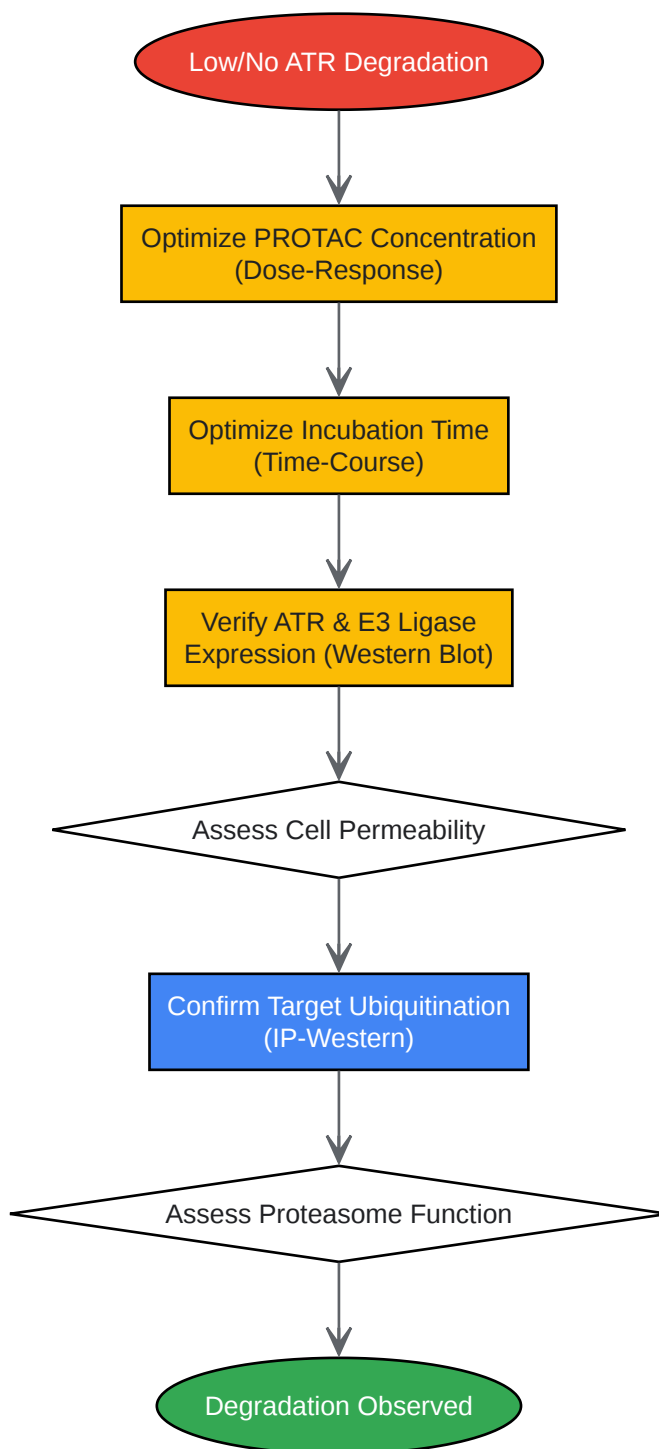 Low/No ATR Degradation
Optimize PROTAC Concentration
(Dose-Response)
Optimize Incubation Time
(Time-Course)
Verify ATR & E3 Ligase
Expression (Western Blot)
Assess Cell Permeability
Confirm Target Ubiquitination
(IP-Western)
Assess Proteasome Function
Degradation Observed